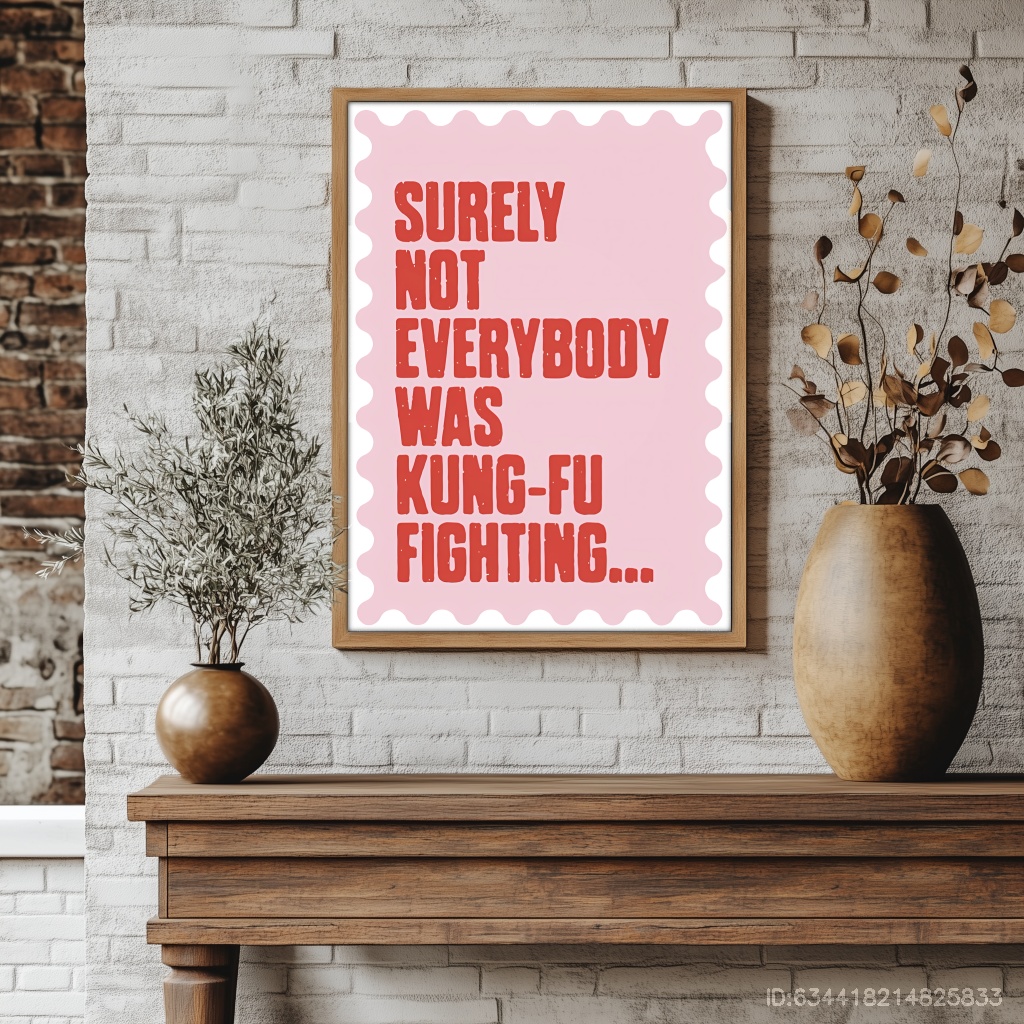 SURELY
NOT
EVERYBODY
WAS
KUNG-FU
FIGHTING...
ID:634418214825833